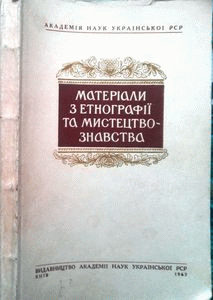 АКАДЕМІЯ НАУК УКРАЇНСЬКОЇ РСР
МАТЕРІАЛИ
З ЕТНОГРАФІЇ
ТА МИСТЕЦТВО-
ЗНАВСТВА
ВИДАВНИЦТВО АКАДЕМІЇ НАУК УКРАЇНСЬКОЇ РСР
КИЇВ